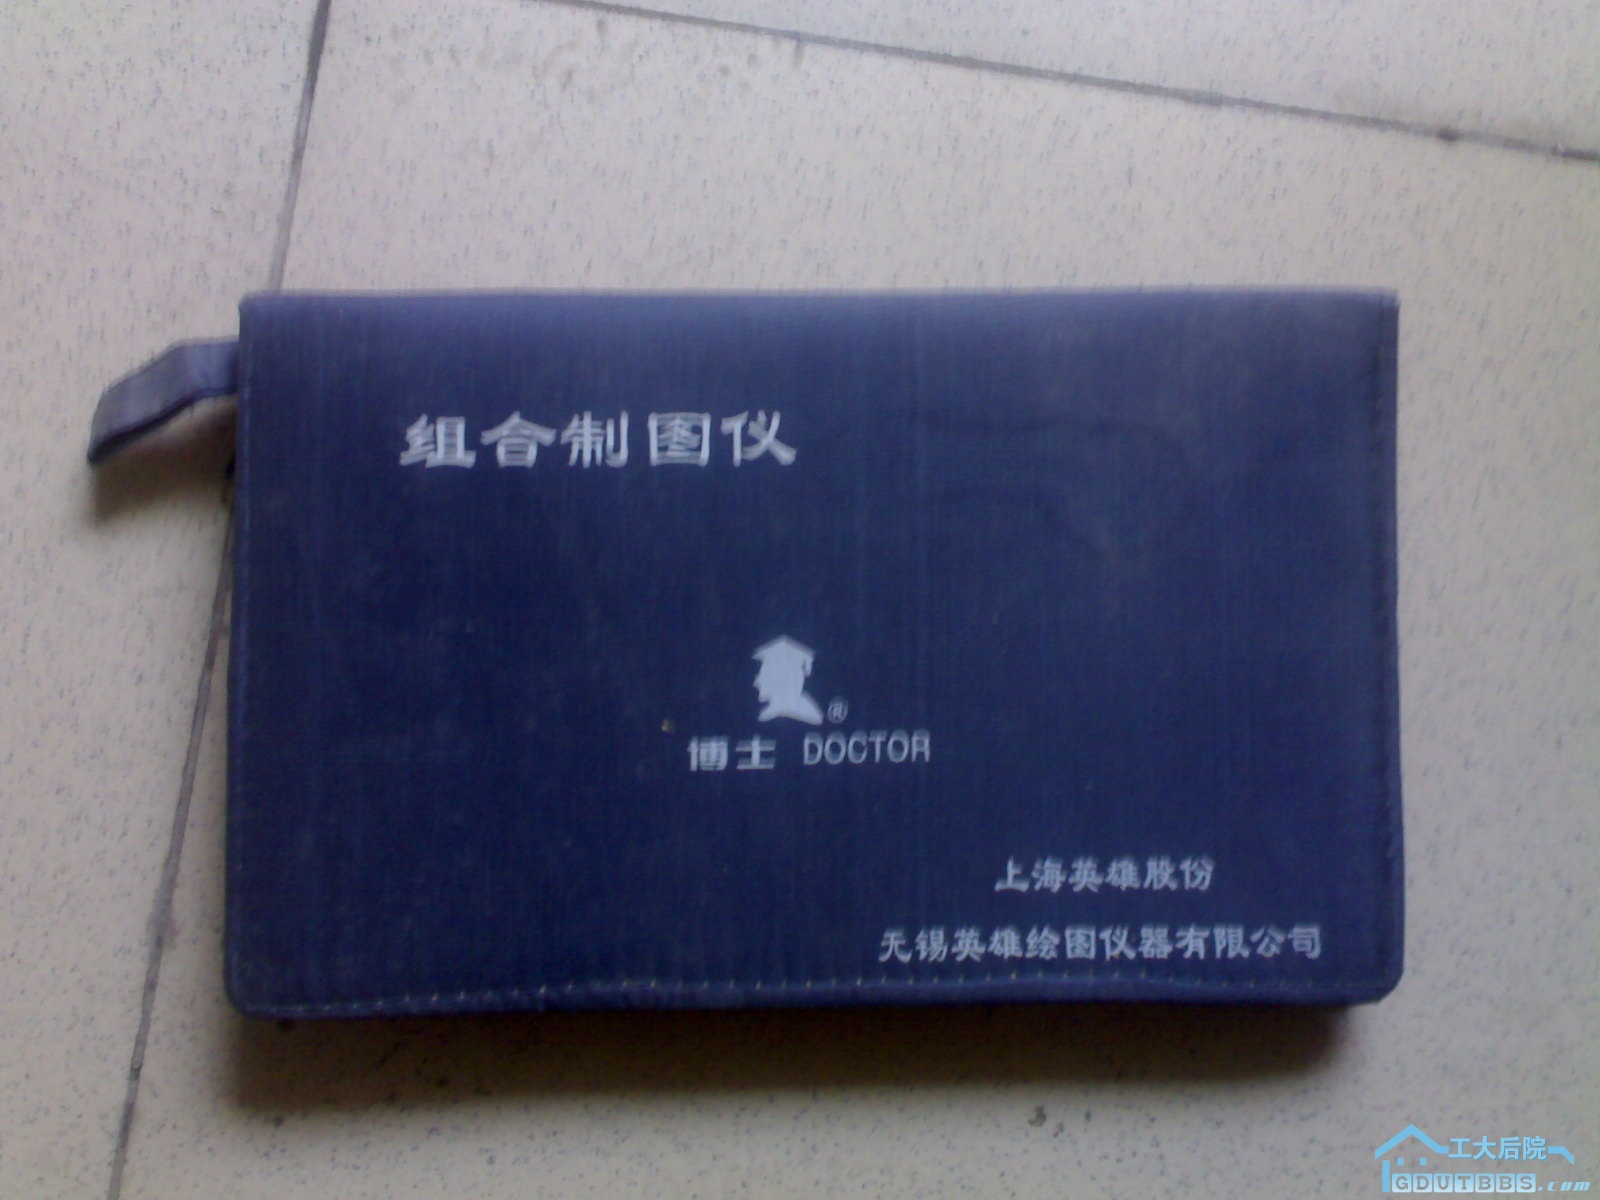 组合制图仪
®
博士 DOCTOR
上海英雄股份
无锡英雄绘图仪器有限公司
工大后院
GDUTBBS.com